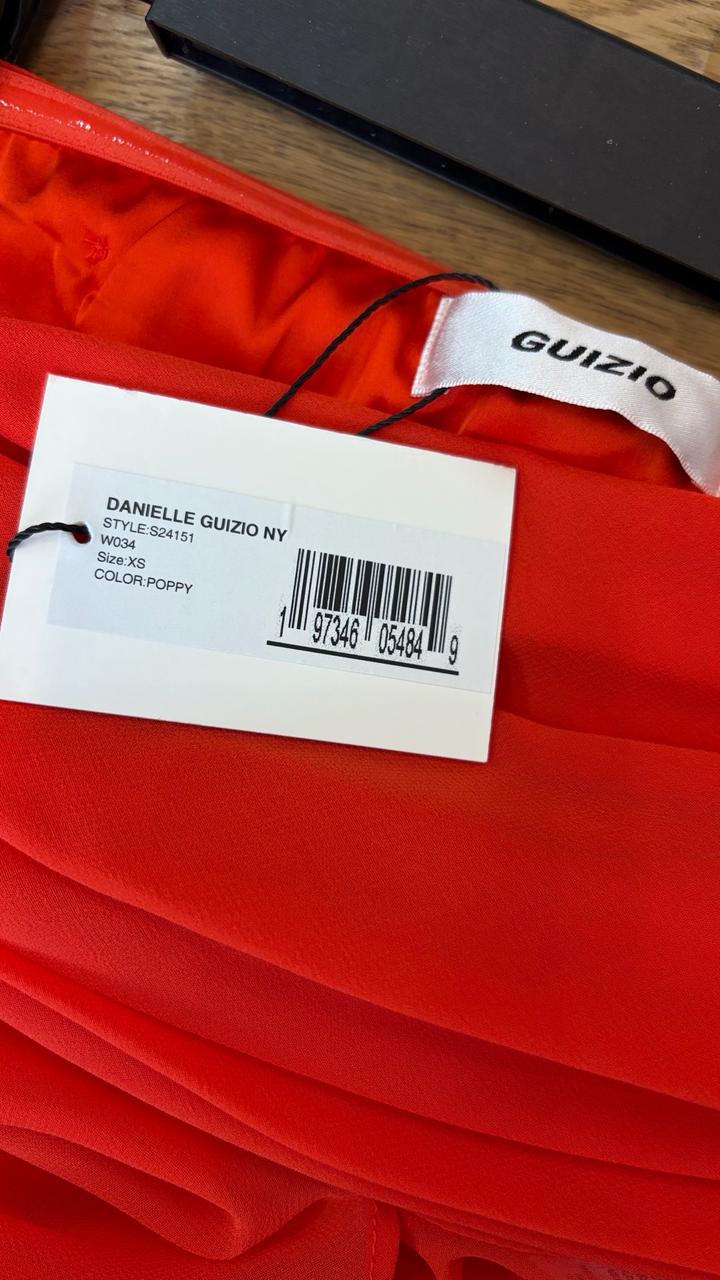 GUIZIO
DANIELLE GUIZIO NY
STYLE:S24151
W034
Size:XS
COLOR:POPPY
1 97346 05484 9